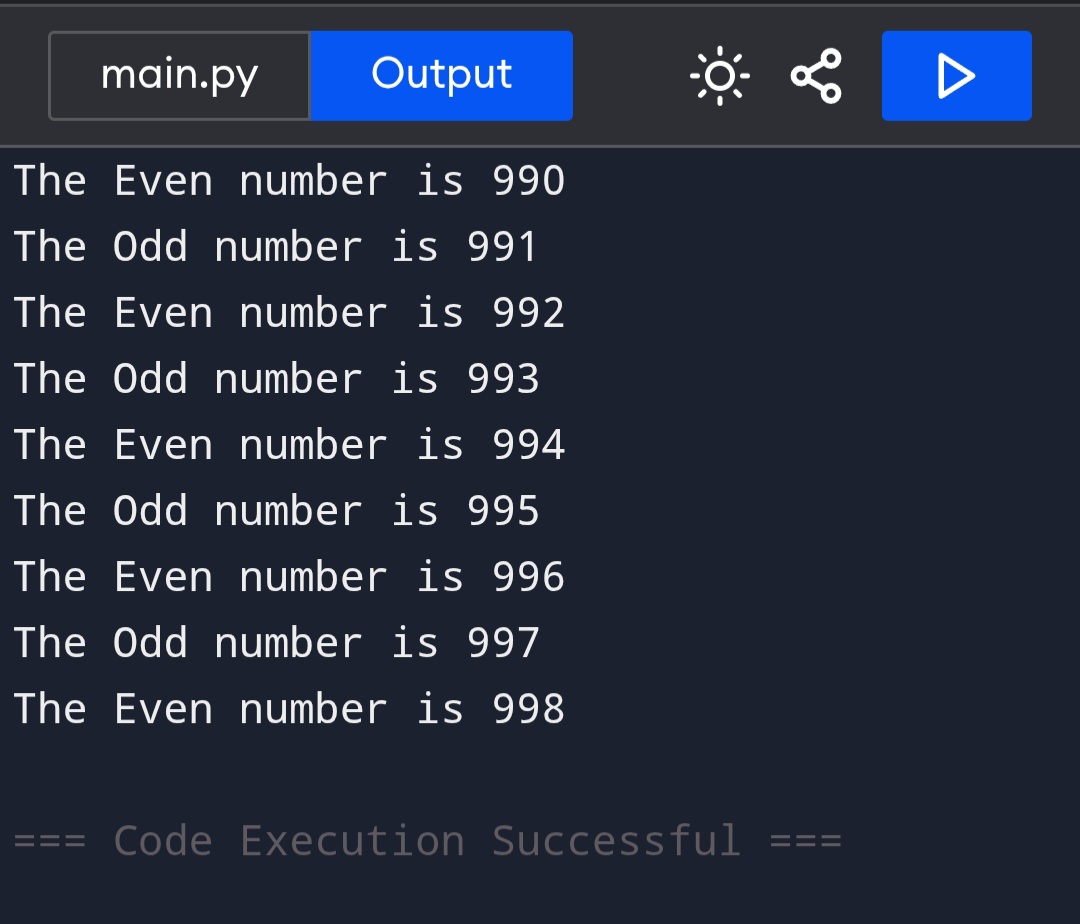 main.py Output
The Even number is 990
The Odd number is 991
The Even number is 992
The Odd number is 993
The Even number is 994
The Odd number is 995
The Even number is 996
The Odd number is 997
The Even number is 998
=== Code Execution Successful ===